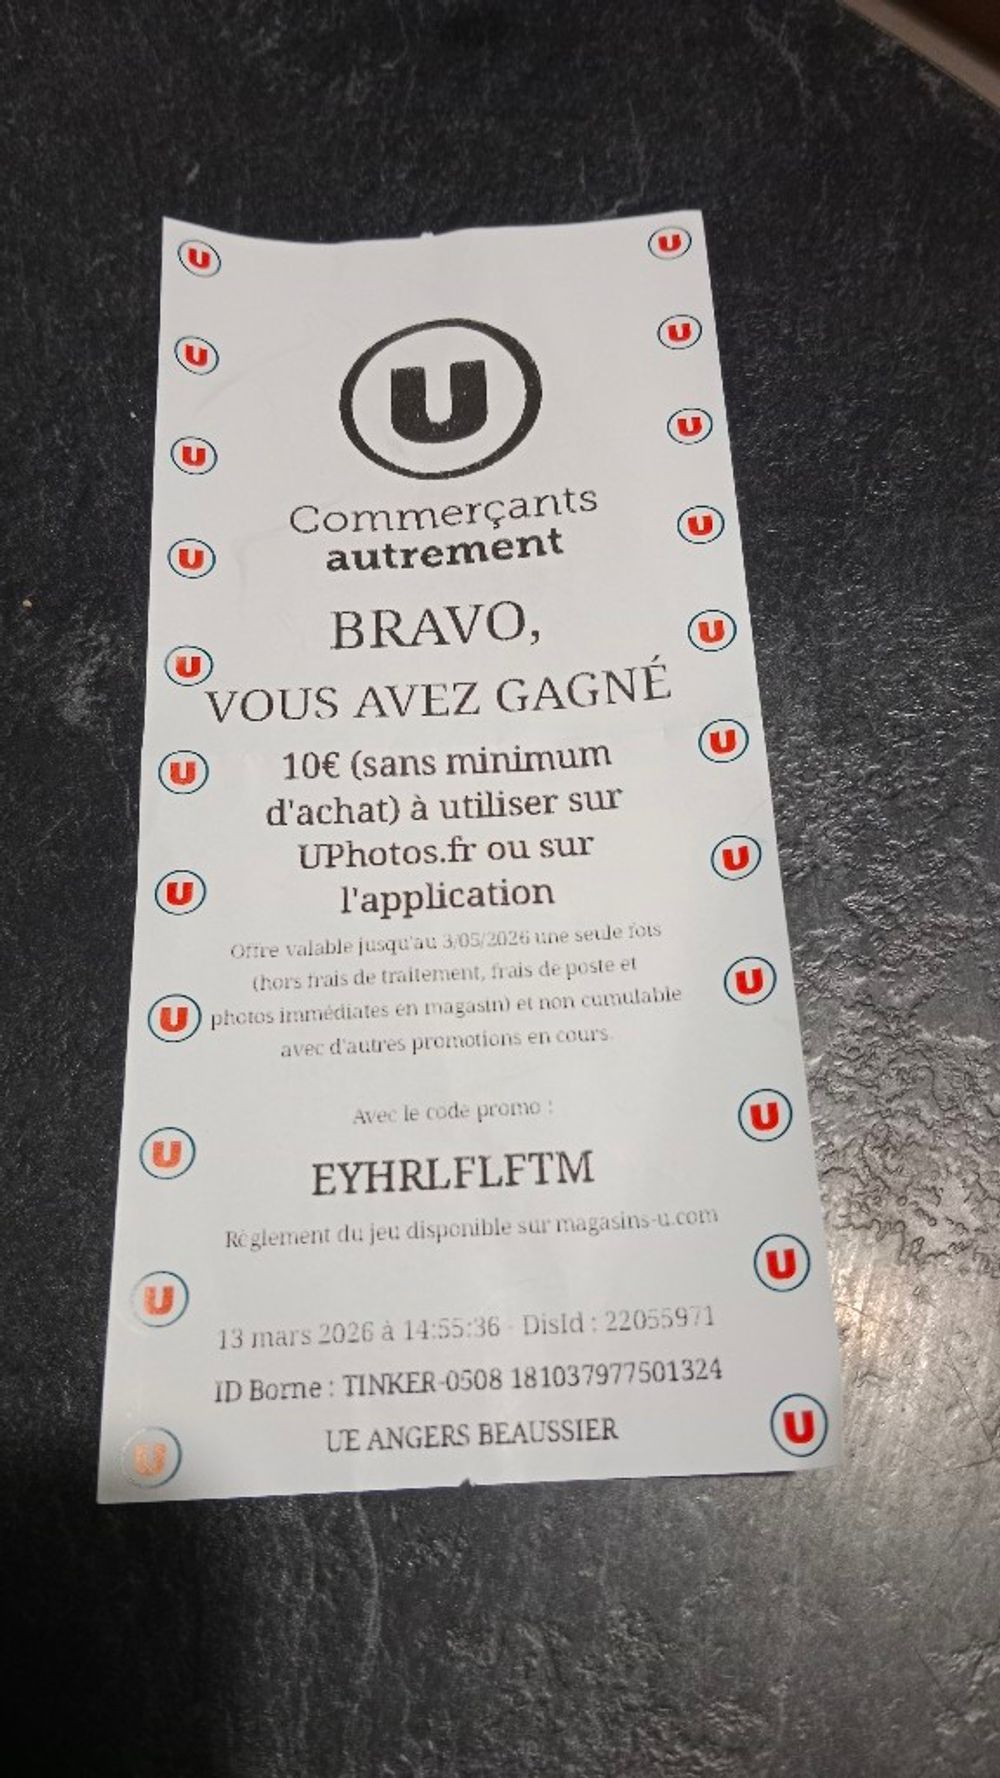 U
Commerçants
autrement
BRAVO,
VOUS AVEZ GAGNÉ
10€ (sans minimum
d'achat) à utiliser sur
UPhotos.fr ou sur
l'application
Offre valable jusqu'au 3/05/2026 une seule fois
(hors frais de traitement, frais de poste et
photos immédiates en magasin) et non cumulable
avec d'autres promotions en cours.
Avec le code promo :
EYHRLFLFTM
Règlement du jeu disponible sur magasins-u.com
13 mars 2026 à 14:55:36 - DisId : 22055971
ID Borne : TINKER-0508 181037977501324
UE ANGERS BEAUSSIER